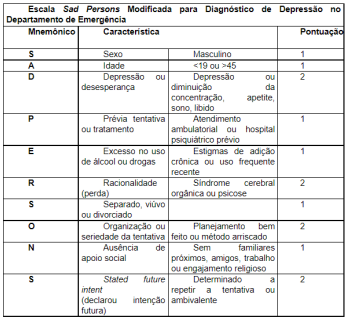 Escala Sad Persons Modificada para Diagnóstico de Depressão no
Departamento de Emergência
Mnemônico Característica Pontuação
S Sexo Masculino 1
A Idade <19 ou >45 1
D Depressão ou Depressão ou 2
desesperança diminuição da
concentração, apetite,
sono, libido
P Prévia tentativa Atendimento 1
ou tratamento ambulatorial ou hospital
psiquiátrico prévio
E Excesso no uso Estigmas de adição 1
de álcool ou drogas crônica ou uso frequente
recente
R Racionalidade Síndrome cerebral 2
(perda) orgânica ou psicose
S Separado, viúvo 1
ou divorciado
O Organização ou Planejamento bem 2
seriedade da tentativa feito ou método arriscado
N Ausência de Sem familiares 1
apoio social próximos, amigos, trabalho
ou engajamento religioso
S Stated future Determinado a 2
intent repetir a tentativa ou
(declarou intenção ambivalente
futura)